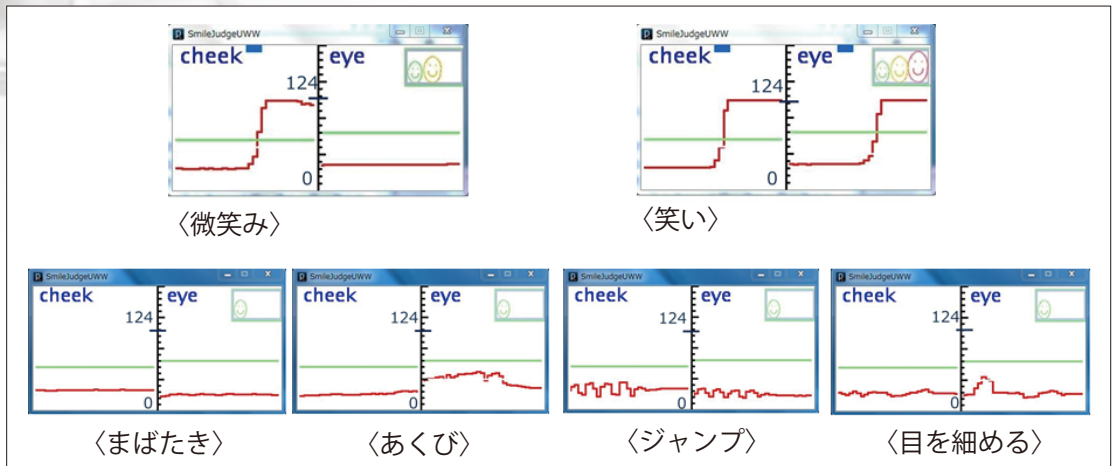 SmileJudgeUWW
cheek
eye
124
0
〈微笑み〉
SmileJudgeUWW
cheek
eye
124
0
〈笑い〉
SmileJudgeUWW
cheek
eye
124
0
〈まばたき〉
SmileJudgeUWW
cheek
eye
124
0
〈あくび〉
SmileJudgeUWW
cheek
eye
124
0
〈ジャンプ〉
SmileJudgeUWW
cheek
eye
124
0
〈目を細める〉